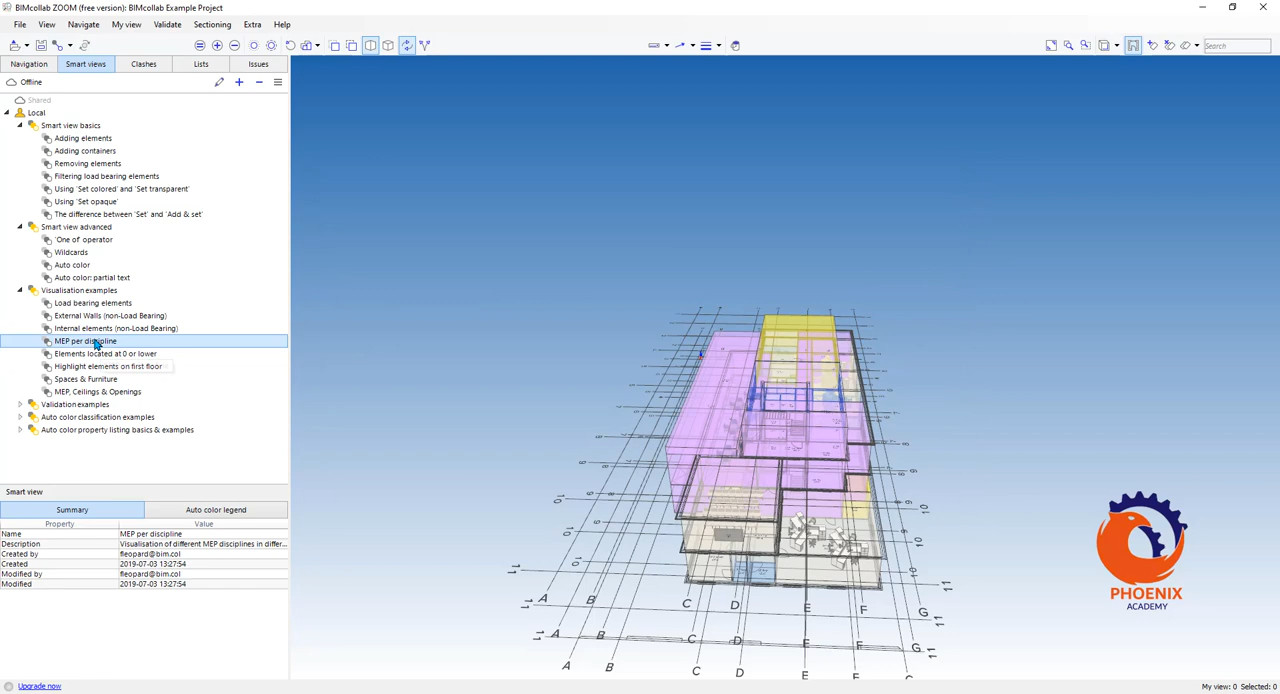 BIMcollab ZOOM (free version): BIMcollab Example Project
File View Navigate My view Validate Sectioning Extra Help
Search
Navigation Smart views Clashes Lists Issues
Offline
Shared
Local
Smart view basics
Adding elements
Adding containers
Removing elements
Filtering load bearing elements
Using 'Set colored' and 'Set transparent'
Using 'Set opaque'
The difference between 'Set' and 'Add & set'
Smart view advanced
'One of' operator
Wildcards
Auto color
Auto color: partial text
Visualisation examples
Load bearing elements
External Walls (non-Load Bearing)
Internal elements (non-Load Bearing)
MEP per discipline
Elements located at 0 or lower
Highlight elements on first floor
Spaces & Furniture
MEP, Ceilings & Openings
Validation examples
Auto color classification examples
Auto color property listing basics & examples
Smart view
Summary Auto color legend
Property Value
Name MEP per discipline
Description Visualisation of different MEP disciplines in differ...
Created by fleopard@bim.col
Created 2019-07-03 13:27:54
Modified by fleopard@bim.col
Modified 2019-07-03 13:27:54
A B C D E F G 11
A B C D E F G 11
A B C D E
PHOENIX
ACADEMY
Upgrade now
My view: 0 Selected: 0